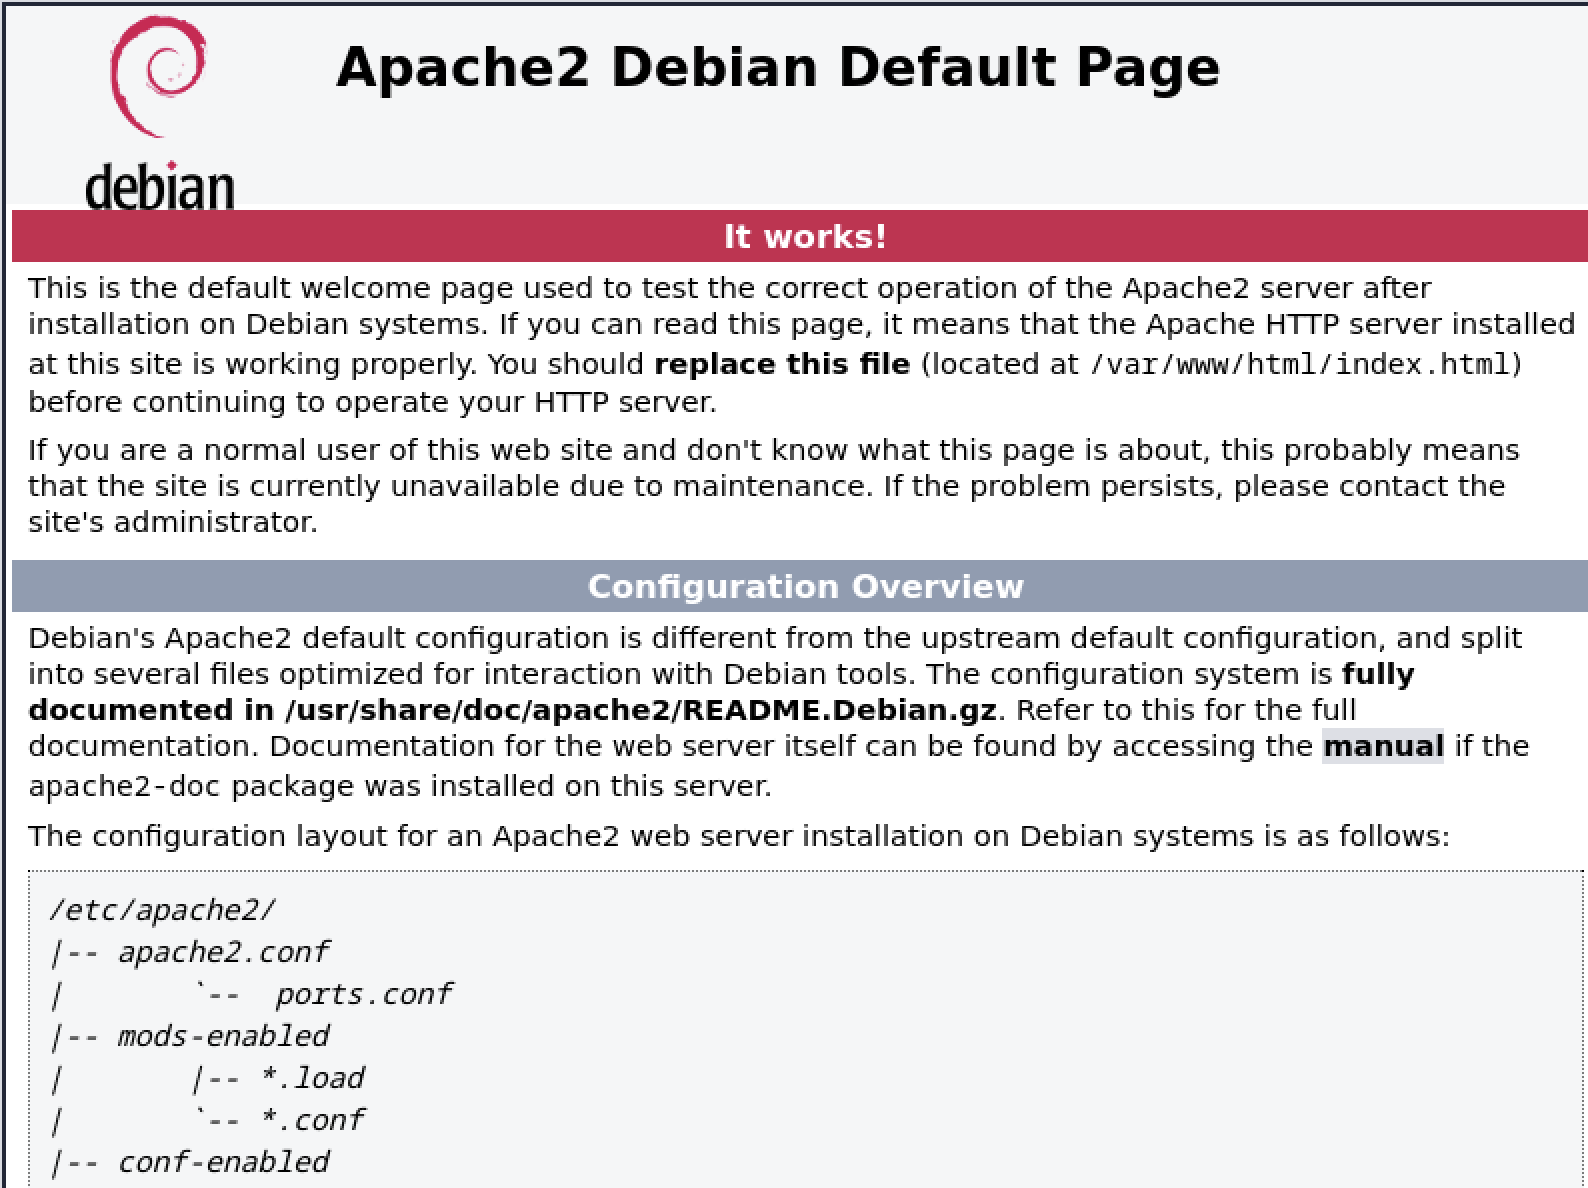 debian
Apache2 Debian Default Page
It works!
This is the default welcome page used to test the correct operation of the Apache2 server after
installation on Debian systems. If you can read this page, it means that the Apache HTTP server installed
at this site is working properly. You should replace this file (located at /var/www/html/index.html)
before continuing to operate your HTTP server.
If you are a normal user of this web site and don't know what this page is about, this probably means
that the site is currently unavailable due to maintenance. If the problem persists, please contact the
site's administrator.
Configuration Overview
Debian's Apache2 default configuration is different from the upstream default configuration, and split
into several files optimized for interaction with Debian tools. The configuration system is fully
documented in /usr/share/doc/apache2/README.Debian.gz. Refer to this for the full
documentation. Documentation for the web server itself can be found by accessing the manual if the
apache2-doc package was installed on this server.
The configuration layout for an Apache2 web server installation on Debian systems is as follows:
/etc/apache2/
|-- apache2.conf
|       `--  ports.conf
|-- mods-enabled
|       |-- *.load
|       `-- *.conf
|-- conf-enabled